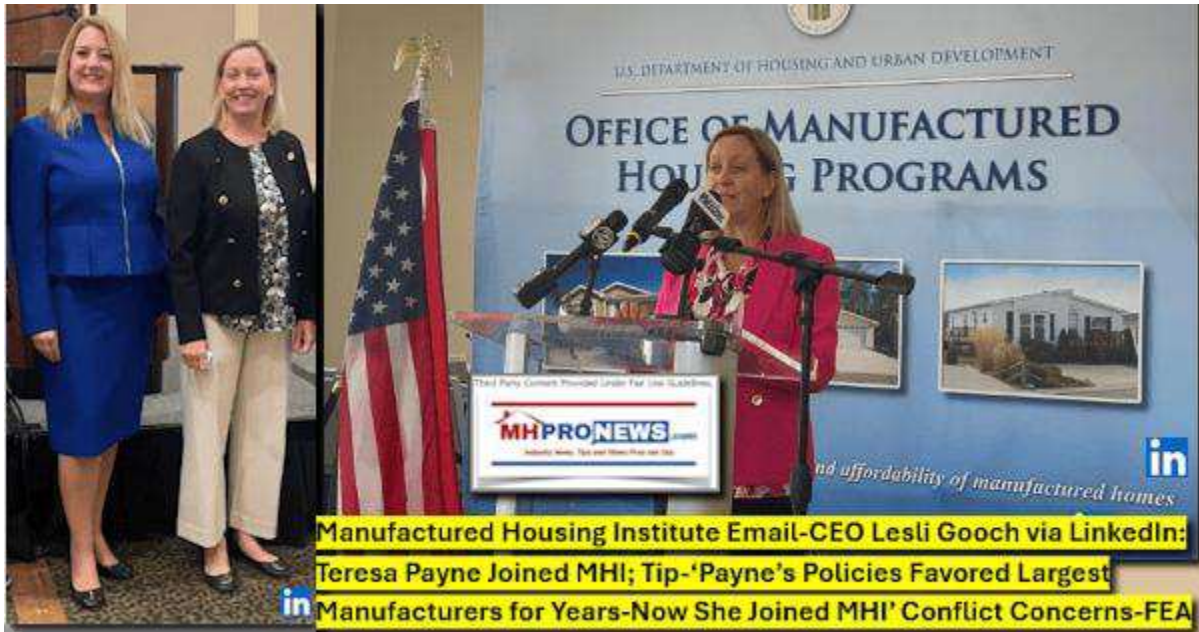 U.S. DEPARTMENT OF HOUSING AND URBAN DEVELOPMENT
OFFICE OF MANUFACTURED
HOU G PROGRAMS
Third Party Content Provided Under Fair Use Guidelines.
MHPRONEWS.com
Industry News, Tips and Views Pros can Use
nd affordability of manufactured homes
in
in
Manufactured Housing Institute Email-CEO Lesli Gooch via LinkedIn:
Teresa Payne Joined MHI; Tip-‘Payne’s Policies Favored Largest
Manufacturers for Years-Now She Joined MHI’ Conflict Concerns-FEA